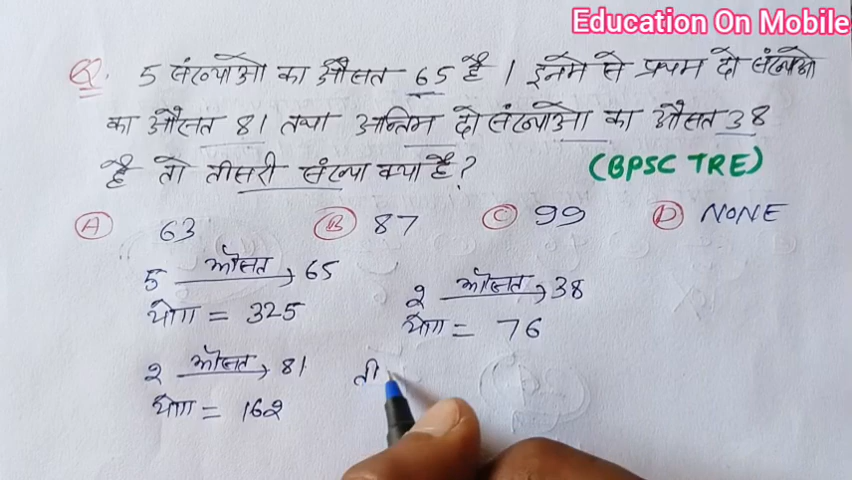 Education On Mobile
Q. 5 संख्याओ का औसत 65 है । इनमे से प्रथम दो संख्याओ
का औसत 81 तथा अन्तिम दो संख्याओ का औसत 38
है तो तीसरी संख्या क्या है ?
(BPSC TRE)
A 63 B 87 C 99 D NONE
5 औसत 65
योग = 325
2 औसत 38
योग = 76
2 औसत 81
योग = 162
ती